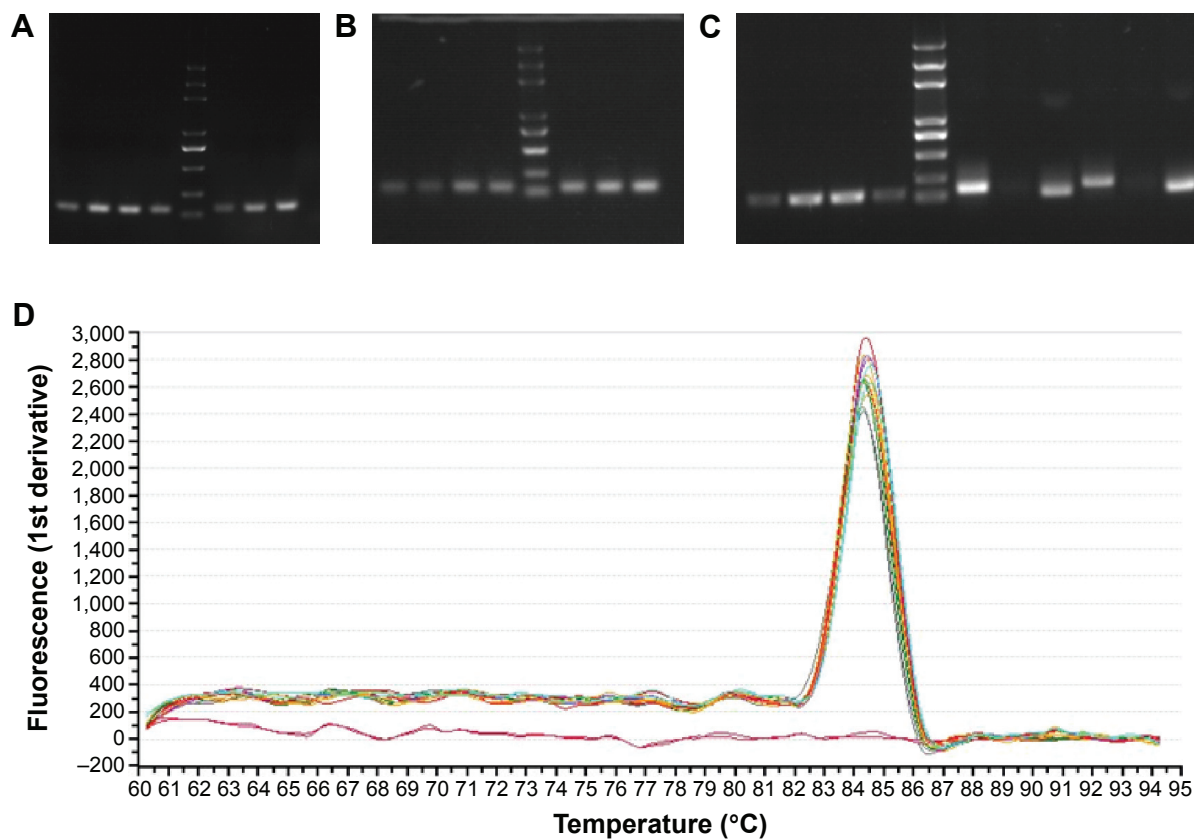 A
B
C
D
Fluorescence (1st derivative)
3,000
2,800
2,600
2,400
2,200
2,000
1,800
1,600
1,400
1,200
1,000
800
600
400
200
0
–200
60 61 62 63 64 65 66 67 68 69 70 71 72 73 74 75 76 77 78 79 80 81 82 83 84 85 86 87 88 89 90 91 92 93 94 95
Temperature (°C)